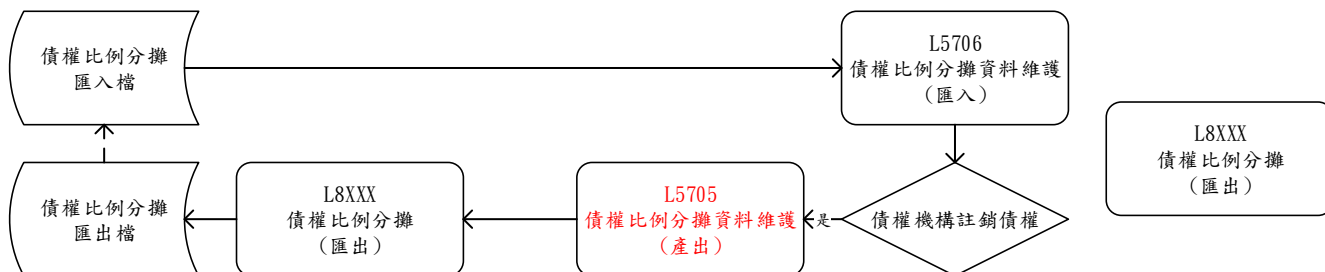 債權比例分攤
匯入檔
L5706
債權比例分攤資料維護
(匯入)
L8XXX
債權比例分攤
(匯出)
債權比例分攤
匯出檔
L8XXX
債權比例分攤
(匯出)
L5705
債權比例分攤資料維護
(產出)
是
債權機構註銷債權